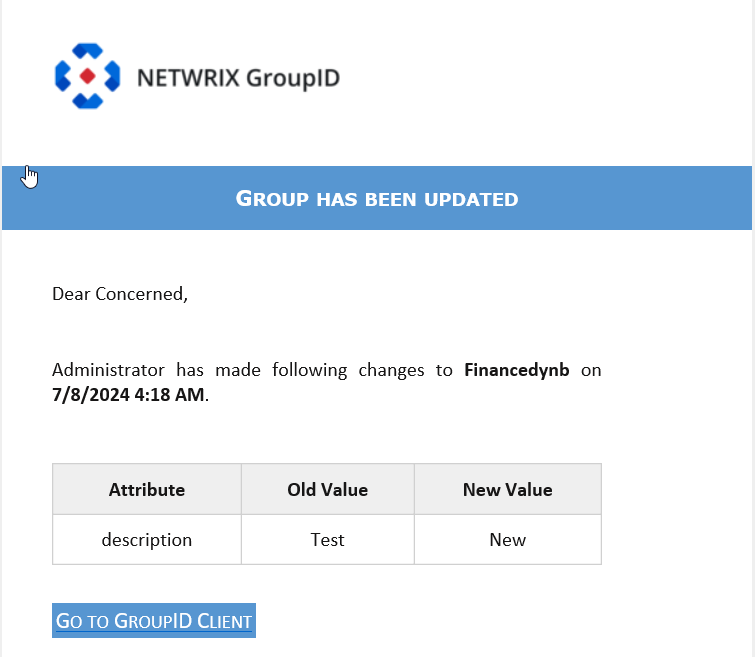 NETWRIX GroupID
GROUP HAS BEEN UPDATED
Dear Concerned,
Administrator has made following changes to Financedynb on
7/8/2024 4:18 AM.
Attribute Old Value New Value
description Test New
GO TO GROUPID CLIENT